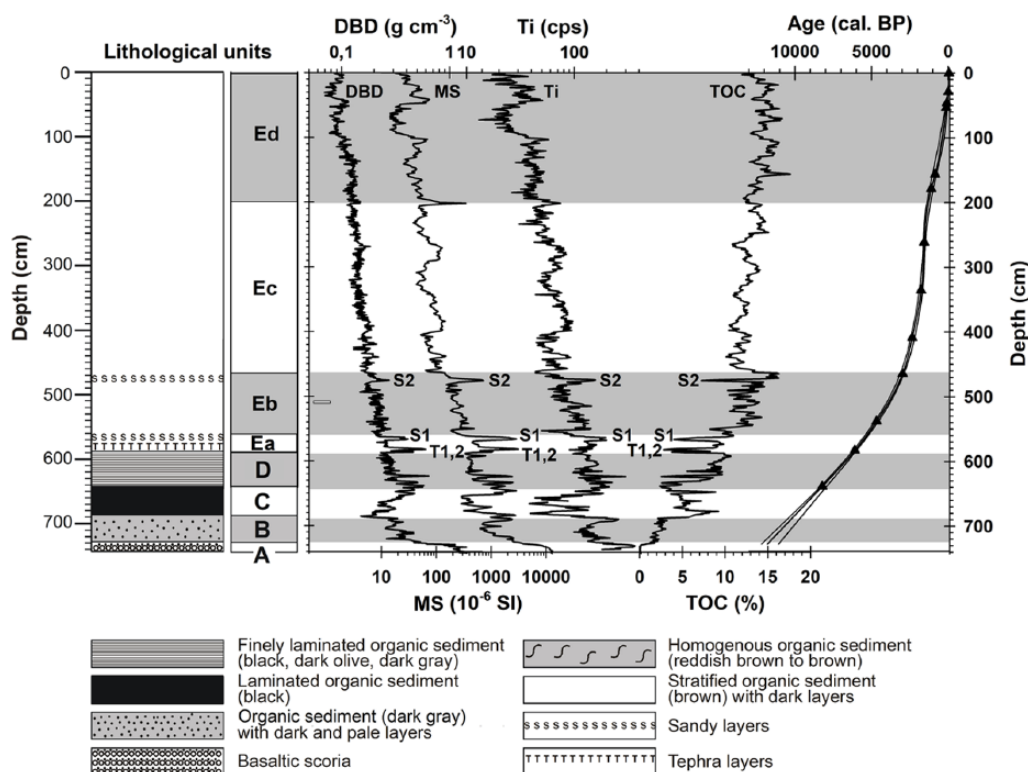 DBD (g cm-3) Ti (cps) Age (cal. BP)
Lithological units 0,1 1 10 100 10000 5000 0
0 DBD MS Ti TOC 0
100 Ed 100
200 200
300 Ec 300
400 400
S S S S S S S S S S S S S S2 S2 S2
500 Eb 500
S S S S S S S S S S S S S Ea S1 S1 S1
T T T T T T T T T T T T T T1,2 T1,2 T1,2
600 D 600
C
700 B 700
A
Depth (cm) Depth (cm)
10 100 1000 10000 0 5 10 15 20
MS (10-6 SI) TOC (%)
Finely laminated organic sediment
(black, dark olive, dark gray)
Laminated organic sediment
(black)
Organic sediment (dark gray)
with dark and pale layers
Basaltic scoria
Homogenous organic sediment
(reddish brown to brown)
Stratified organic sediment
(brown) with dark layers
S S S S S S S S S S S S S Sandy layers
T T T T T T T T T T T T T Tephra layers